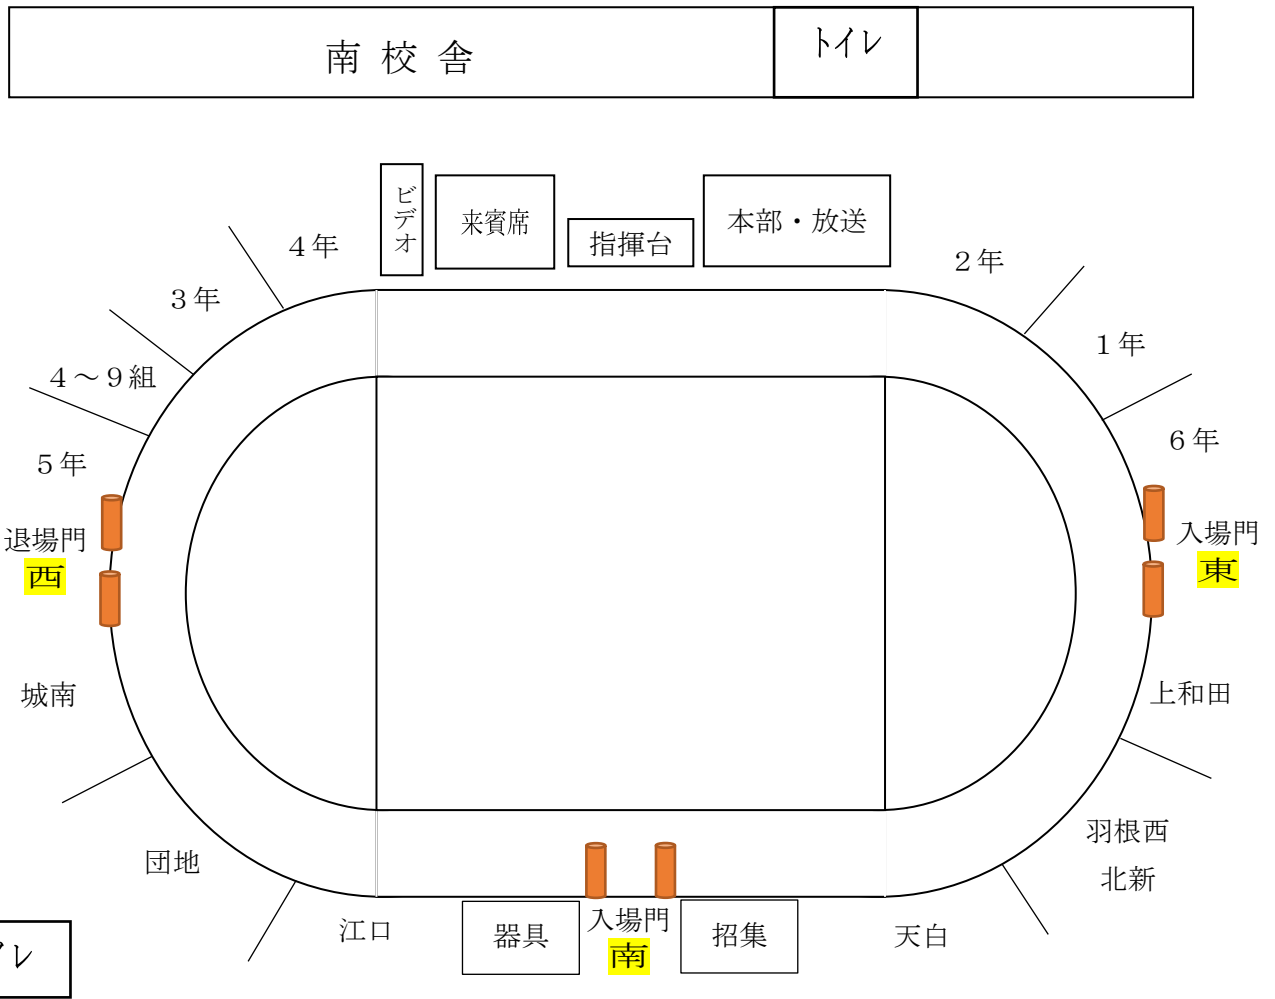 南校舎
トイレ
ビデオ
来賓席
指揮台
本部・放送
４年
２年
３年
１年
４～９組
６年
５年
退場門
西
入場門
東
城南
上和田
団地
羽根西
北新
江口
器具
入場門
南
招集
天白
イレ